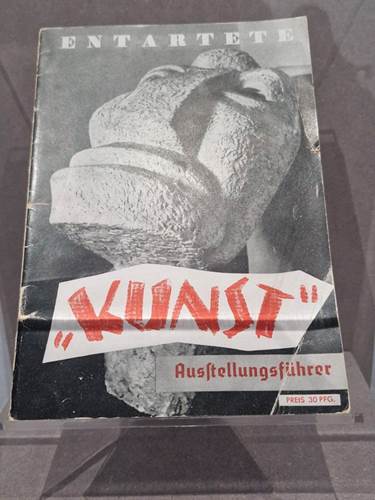 ENTARTETE
„KUNST"
Ausſtellungsführer
PREIS 30 PFG.